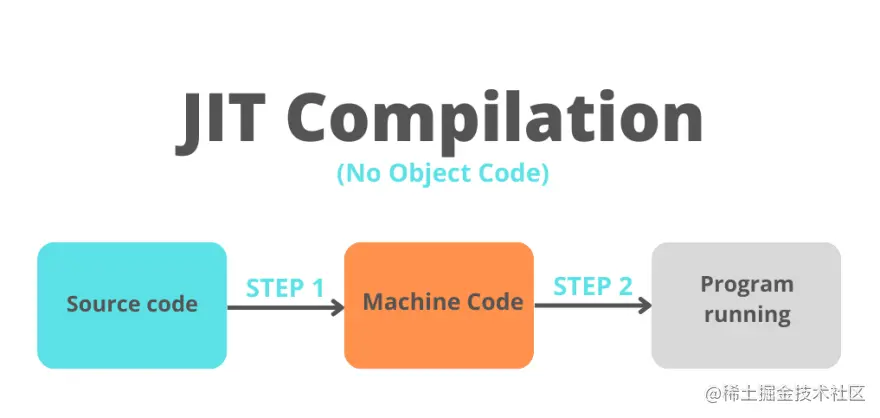 JIT Compilation
(No Object Code)
Source code
STEP 1
Machine Code
STEP 2
Program
running
@稀土掘金技术社区